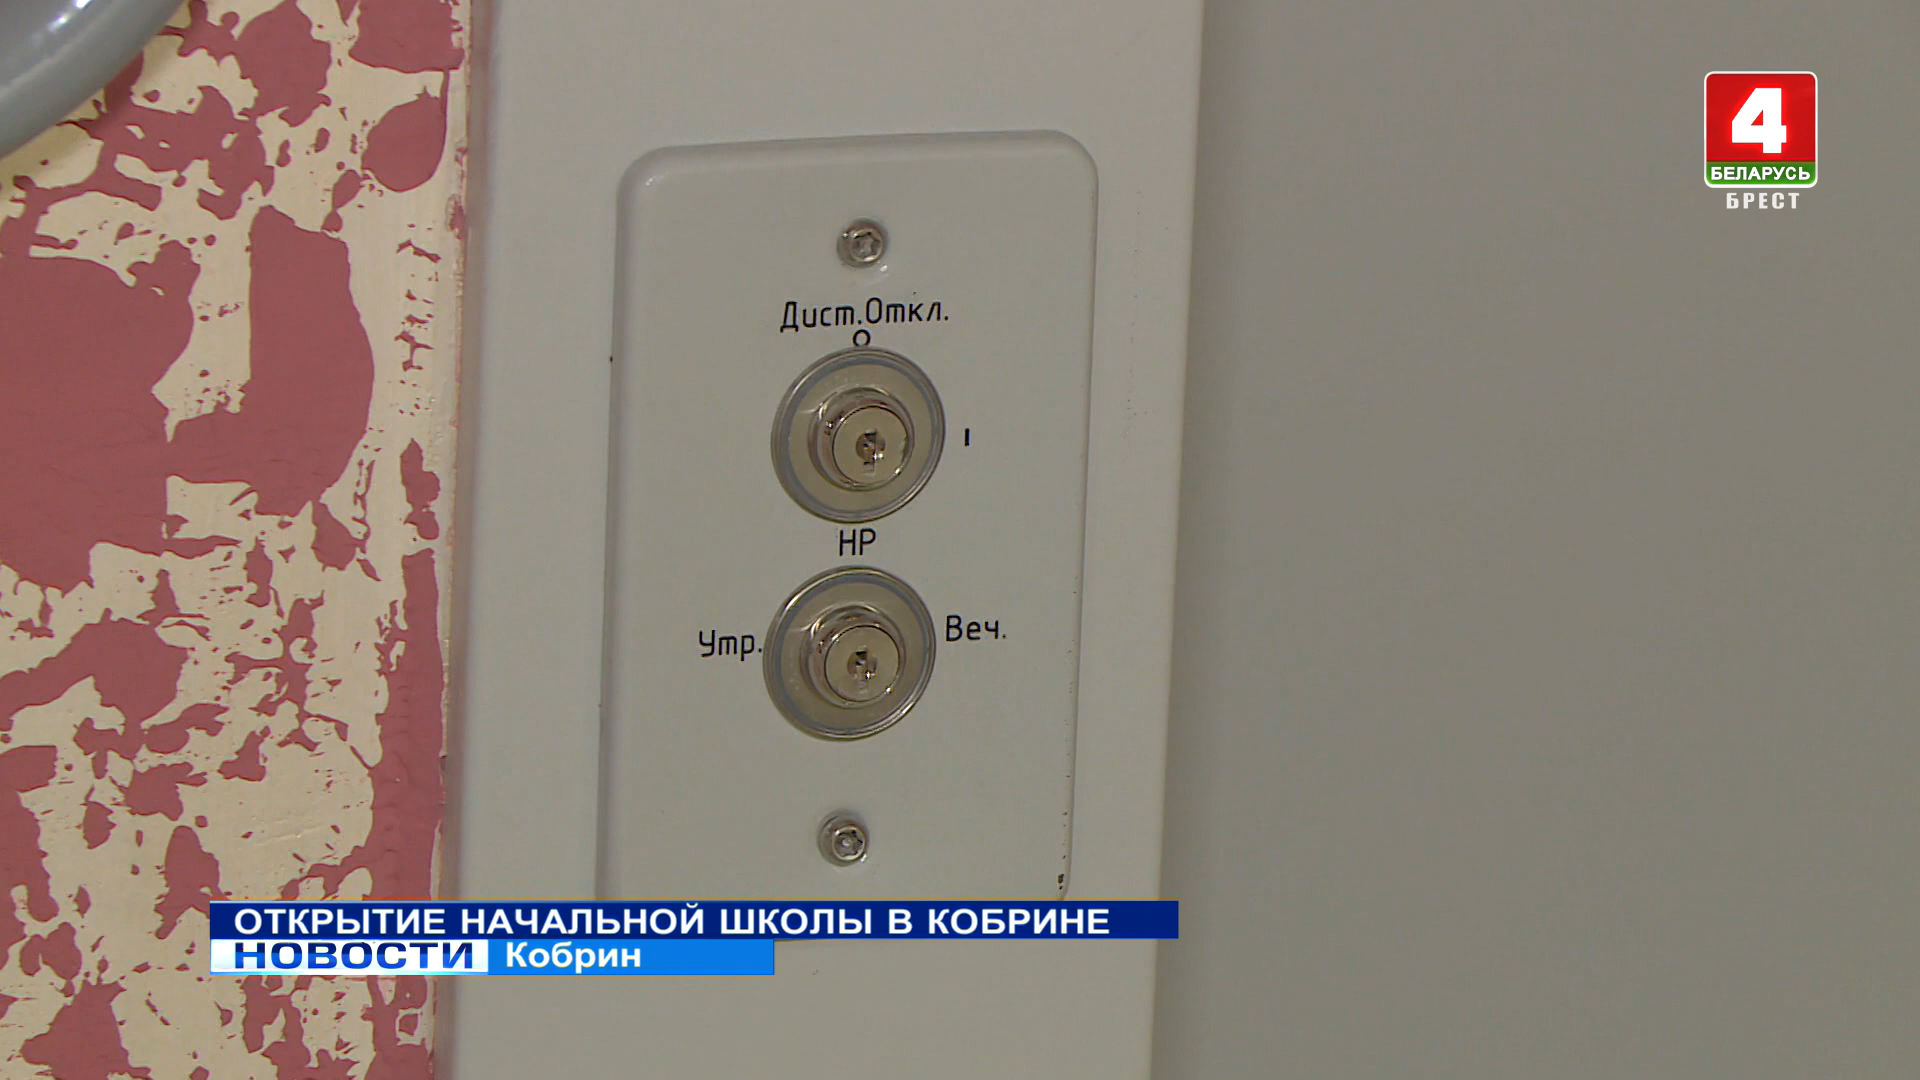 4
БЕЛАРУСЬ
БРЕСТ
Дист.Откл.
O
I
НР
Утр.
Веч.
ОТКРЫТИЕ НАЧАЛЬНОЙ ШКОЛЫ В КОБРИНЕ
НОВОСТИ
Кобрин